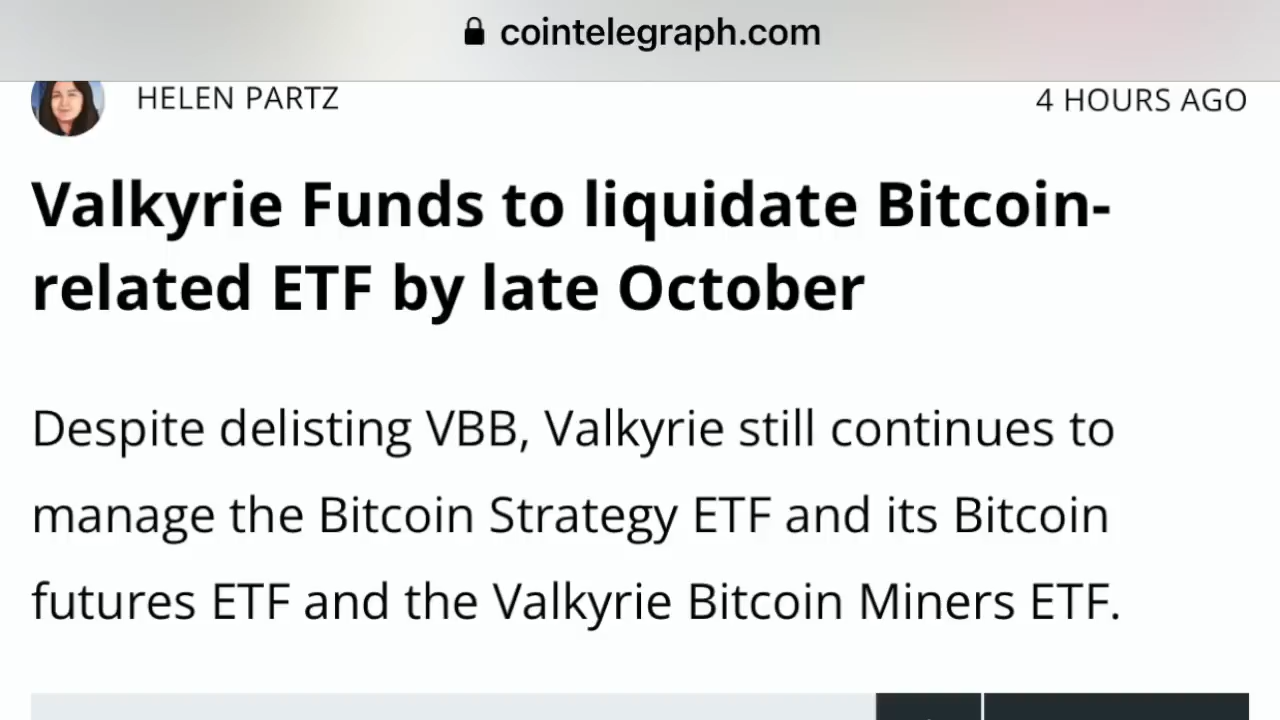 cointelegraph.com
HELEN PARTZ
4 HOURS AGO
Valkyrie Funds to liquidate Bitcoin-
related ETF by late October
Despite delisting VBB, Valkyrie still continues to
manage the Bitcoin Strategy ETF and its Bitcoin
futures ETF and the Valkyrie Bitcoin Miners ETF.